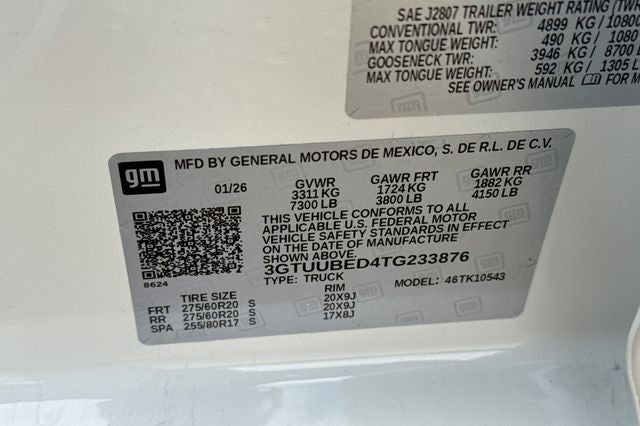 SAE J2807 TRAILER WEIGHT RATING (TWR
CONVENTIONAL TWR: 4899 KG / 1080
MAX TONGUE WEIGHT: 490 KG / 1080
GOOSENECK TWR: 3946 KG / 8700
MAX TONGUE WEIGHT: 592 KG / 1305 L
SEE OWNER'S MANUAL FOR M
gm
gm MFD BY GENERAL MOTORS DE MEXICO, S. DE R.L. DE C.V.
01/26 GVWR GAWR FRT GAWR RR
3311 KG 1724 KG 1882 KG
7300 LB 3800 LB 4150 LB
THIS VEHICLE CONFORMS TO ALL
APPLICABLE U.S. FEDERAL MOTOR
VEHICLE SAFETY STANDARDS IN EFFECT
ON THE DATE OF MANUFACTURE.
3GTUUBED4TG233876
8624 TYPE: TRUCK MODEL: 46TK10543
TIRE SIZE RIM
FRT 275/60R20 S 20X9J
RR 275/60R20 S 20X9J
SPA 255/80R17 S 17X8J